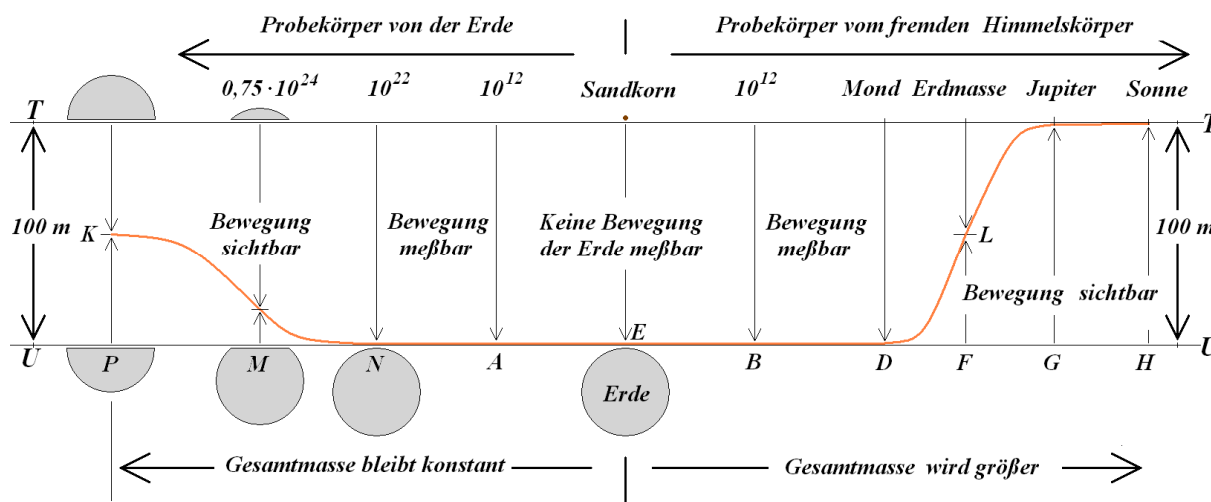 Probekörper von der Erde
Probekörper vom fremden Himmelskörper
0,75 · 10^24
10^22
10^12
Sandkorn
10^12
Mond
Erdmasse
Jupiter
Sonne
T
T
100 m
K
Bewegung
sichtbar
Bewegung
meßbar
Keine Bewegung
der Erde meßbar
Bewegung
meßbar
L
100 m
Bewegung sichtbar
E
U
P
M
N
A
B
D
F
G
H
U
Erde
Gesamtmasse bleibt konstant
Gesamtmasse wird größer